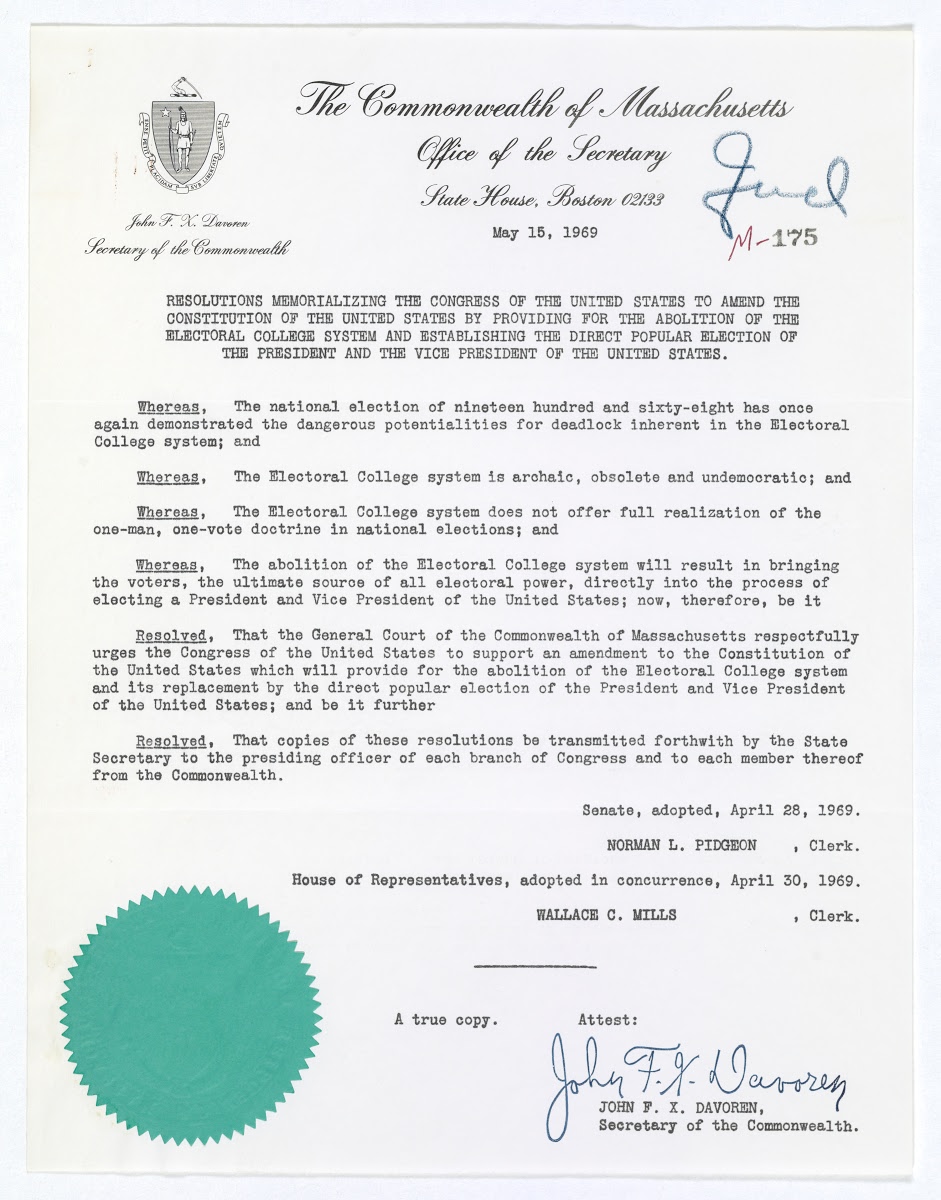 The Commonwealth of Massachusetts
Office of the Secretary
State House, Boston 02133
ENSE PETIT PLACIDAM SUB LIBERTATE QUIETEM
John F. X. Davoren
Secretary of the Commonwealth
May 15, 1969
M-175
RESOLUTIONS MEMORIALIZING THE CONGRESS OF THE UNITED STATES TO AMEND THE
CONSTITUTION OF THE UNITED STATES BY PROVIDING FOR THE ABOLITION OF THE
ELECTORAL COLLEGE SYSTEM AND ESTABLISHING THE DIRECT POPULAR ELECTION OF
THE PRESIDENT AND THE VICE PRESIDENT OF THE UNITED STATES.
Whereas, The national election of nineteen hundred and sixty-eight has once
again demonstrated the dangerous potentialities for deadlock inherent in the Electoral
College system; and
Whereas, The Electoral College system is archaic, obsolete and undemocratic; and
Whereas, The Electoral College system does not offer full realization of the
one-man, one-vote doctrine in national elections; and
Whereas, The abolition of the Electoral College system will result in bringing
the voters, the ultimate source of all electoral power, directly into the process of
electing a President and Vice President of the United States; now, therefore, be it
Resolved, That the General Court of the Commonwealth of Massachusetts respectfully
urges the Congress of the United States to support an amendment to the Constitution of
the United States which will provide for the abolition of the Electoral College system
and its replacement by the direct popular election of the President and Vice President
of the United States; and be it further
Resolved, That copies of these resolutions be transmitted forthwith by the State
Secretary to the presiding officer of each branch of Congress and to each member thereof
from the Commonwealth.
Senate, adopted, April 28, 1969.
NORMAN L. PIDGEON , Clerk.
House of Representatives, adopted in concurrence, April 30, 1969.
WALLACE C. MILLS , Clerk.
A true copy. Attest:
John F. X. Davoren
JOHN F. X. DAVOREN,
Secretary of the Commonwealth.